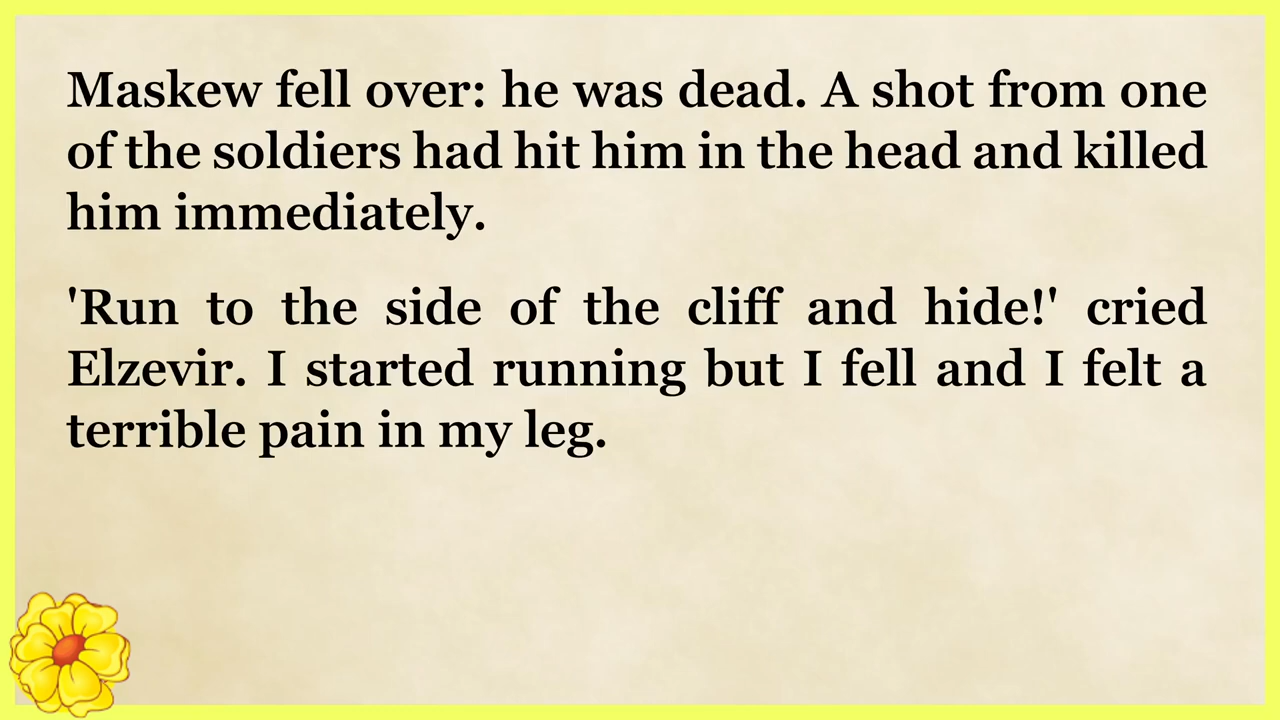 Maskew fell over: he was dead. A shot from one
of the soldiers had hit him in the head and killed
him immediately.
'Run to the side of the cliff and hide!' cried
Elzevir. I started running but I fell and I felt a
terrible pain in my leg.